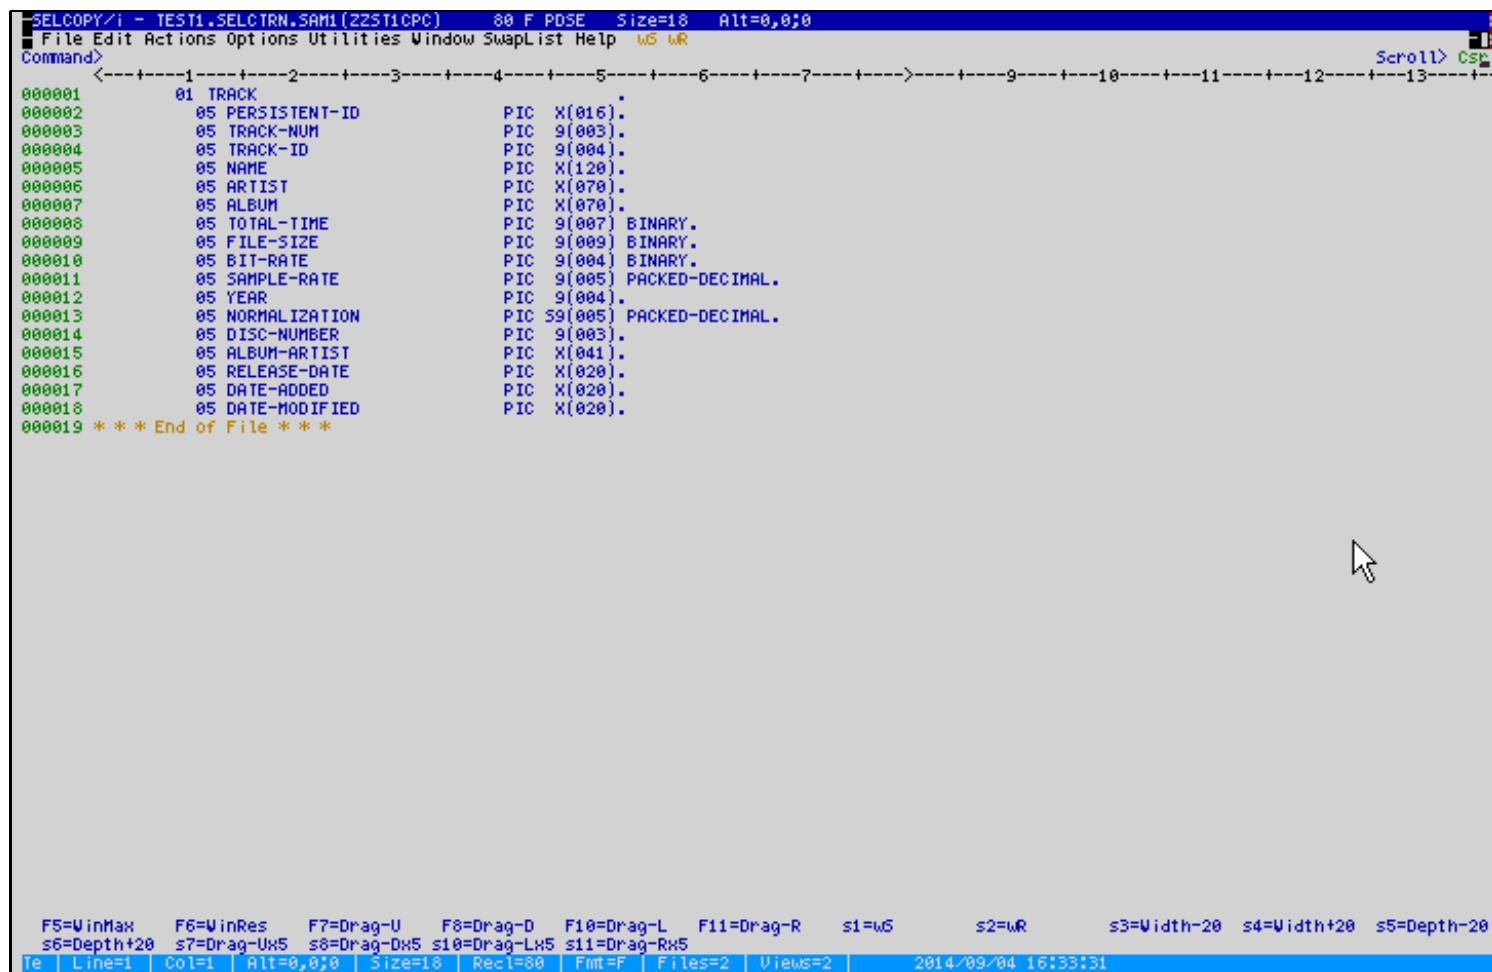 SELCOPY/i - TEST1.SELCTRN.SAM1(ZZST1CPC)     80 F PDSE   Size=18   Alt=0,0;0
File Edit Actions Options Utilities Window SwapList Help  wS wR
Command>                                                    Scroll> Csr
<---+----1----+----2----+----3----+----4----+----5----+----6----+----7----+---->----+----9----+---10----+---11----+---12----+---13----+-
000001         01 TRACK                                   .
000002           05 PERSISTENT-ID              PIC  X(016).
000003           05 TRACK-NUM                  PIC  9(003).
000004           05 TRACK-ID                   PIC  9(004).
000005           05 NAME                       PIC  X(120).
000006           05 ARTIST                     PIC  X(070).
000007           05 ALBUM                      PIC  X(070).
000008           05 TOTAL-TIME                 PIC  9(007) BINARY.
000009           05 FILE-SIZE                  PIC  9(009) BINARY.
000010           05 BIT-RATE                   PIC  9(004) BINARY.
000011           05 SAMPLE-RATE                PIC  9(005) PACKED-DECIMAL.
000012           05 YEAR                       PIC  9(004).
000013           05 NORMALIZATION              PIC S9(005) PACKED-DECIMAL.
000014           05 DISC-NUMBER                PIC  9(003).
000015           05 ALBUM-ARTIST               PIC  X(041).
000016           05 RELEASE-DATE               PIC  X(020).
000017           05 DATE-ADDED                 PIC  X(020).
000018           05 DATE-MODIFIED              PIC  X(020).
000019 * * * End of File * * *
F5=WinMax    F6=WinRes    F7=Drag-U    F8=Drag-D   F10=Drag-L   F11=Drag-R    s1=wS        s2=wR        s3=Width-20  s4=Width+20  s5=Depth-20
s6=Depth+20  s7=Drag-Ux5  s8=Drag-Dx5 s10=Drag-Lx5 s11=Drag-Rx5
Te | Line=1 | Col=1 | Alt=0,0;0 | Size=18 | Recl=80 | Fmt=F | Files=2 | Views=2 |      2014/09/04 16:33:31